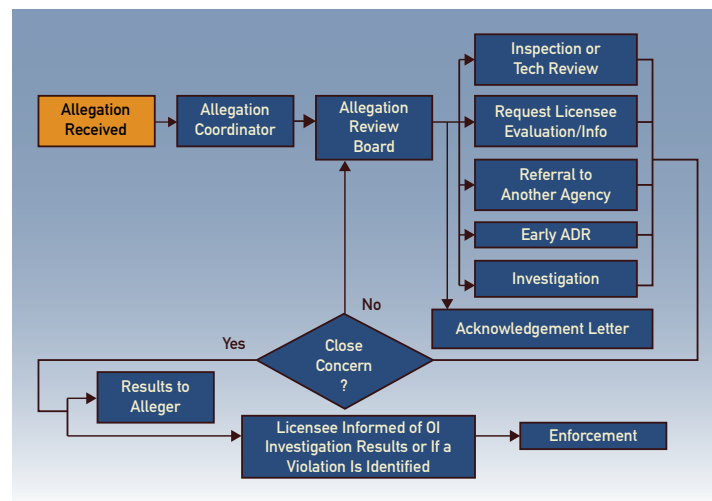 Allegation
Received
Allegation
Coordinator
Allegation
Review
Board
Inspection or
Tech Review
Request Licensee
Evaluation/Info
Referral to
Another Agency
Early ADR
Investigation
Acknowledgement Letter
No
Yes
Close
Concern
?
Results to
Alleger
Licensee Informed of OI
Investigation Results or If a
Violation Is Identified
Enforcement